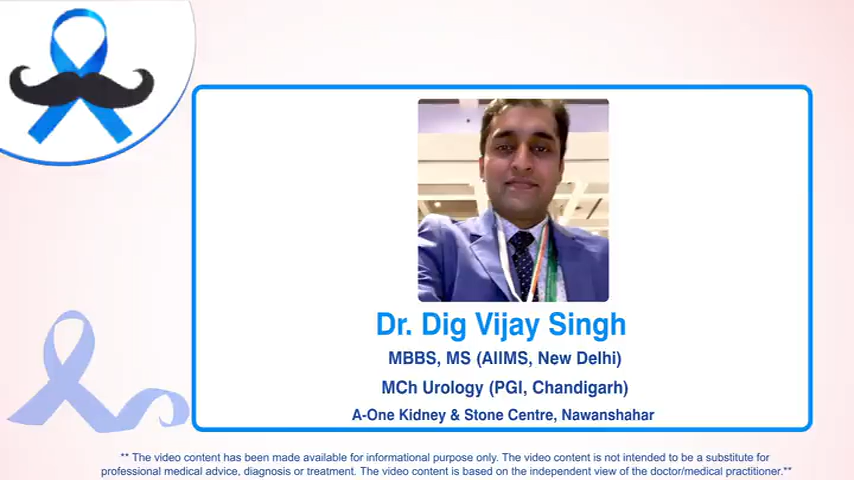 Dr. Dig Vijay Singh
MBBS, MS (AIIMS, New Delhi)
MCh Urology (PGI, Chandigarh)
A-One Kidney & Stone Centre, Nawanshahar
** The video content has been made available for informational purpose only. The video content is not intended to be a substitute for
professional medical advice, diagnosis or treatment. The video content is based on the independent view of the doctor/medical practitioner.**